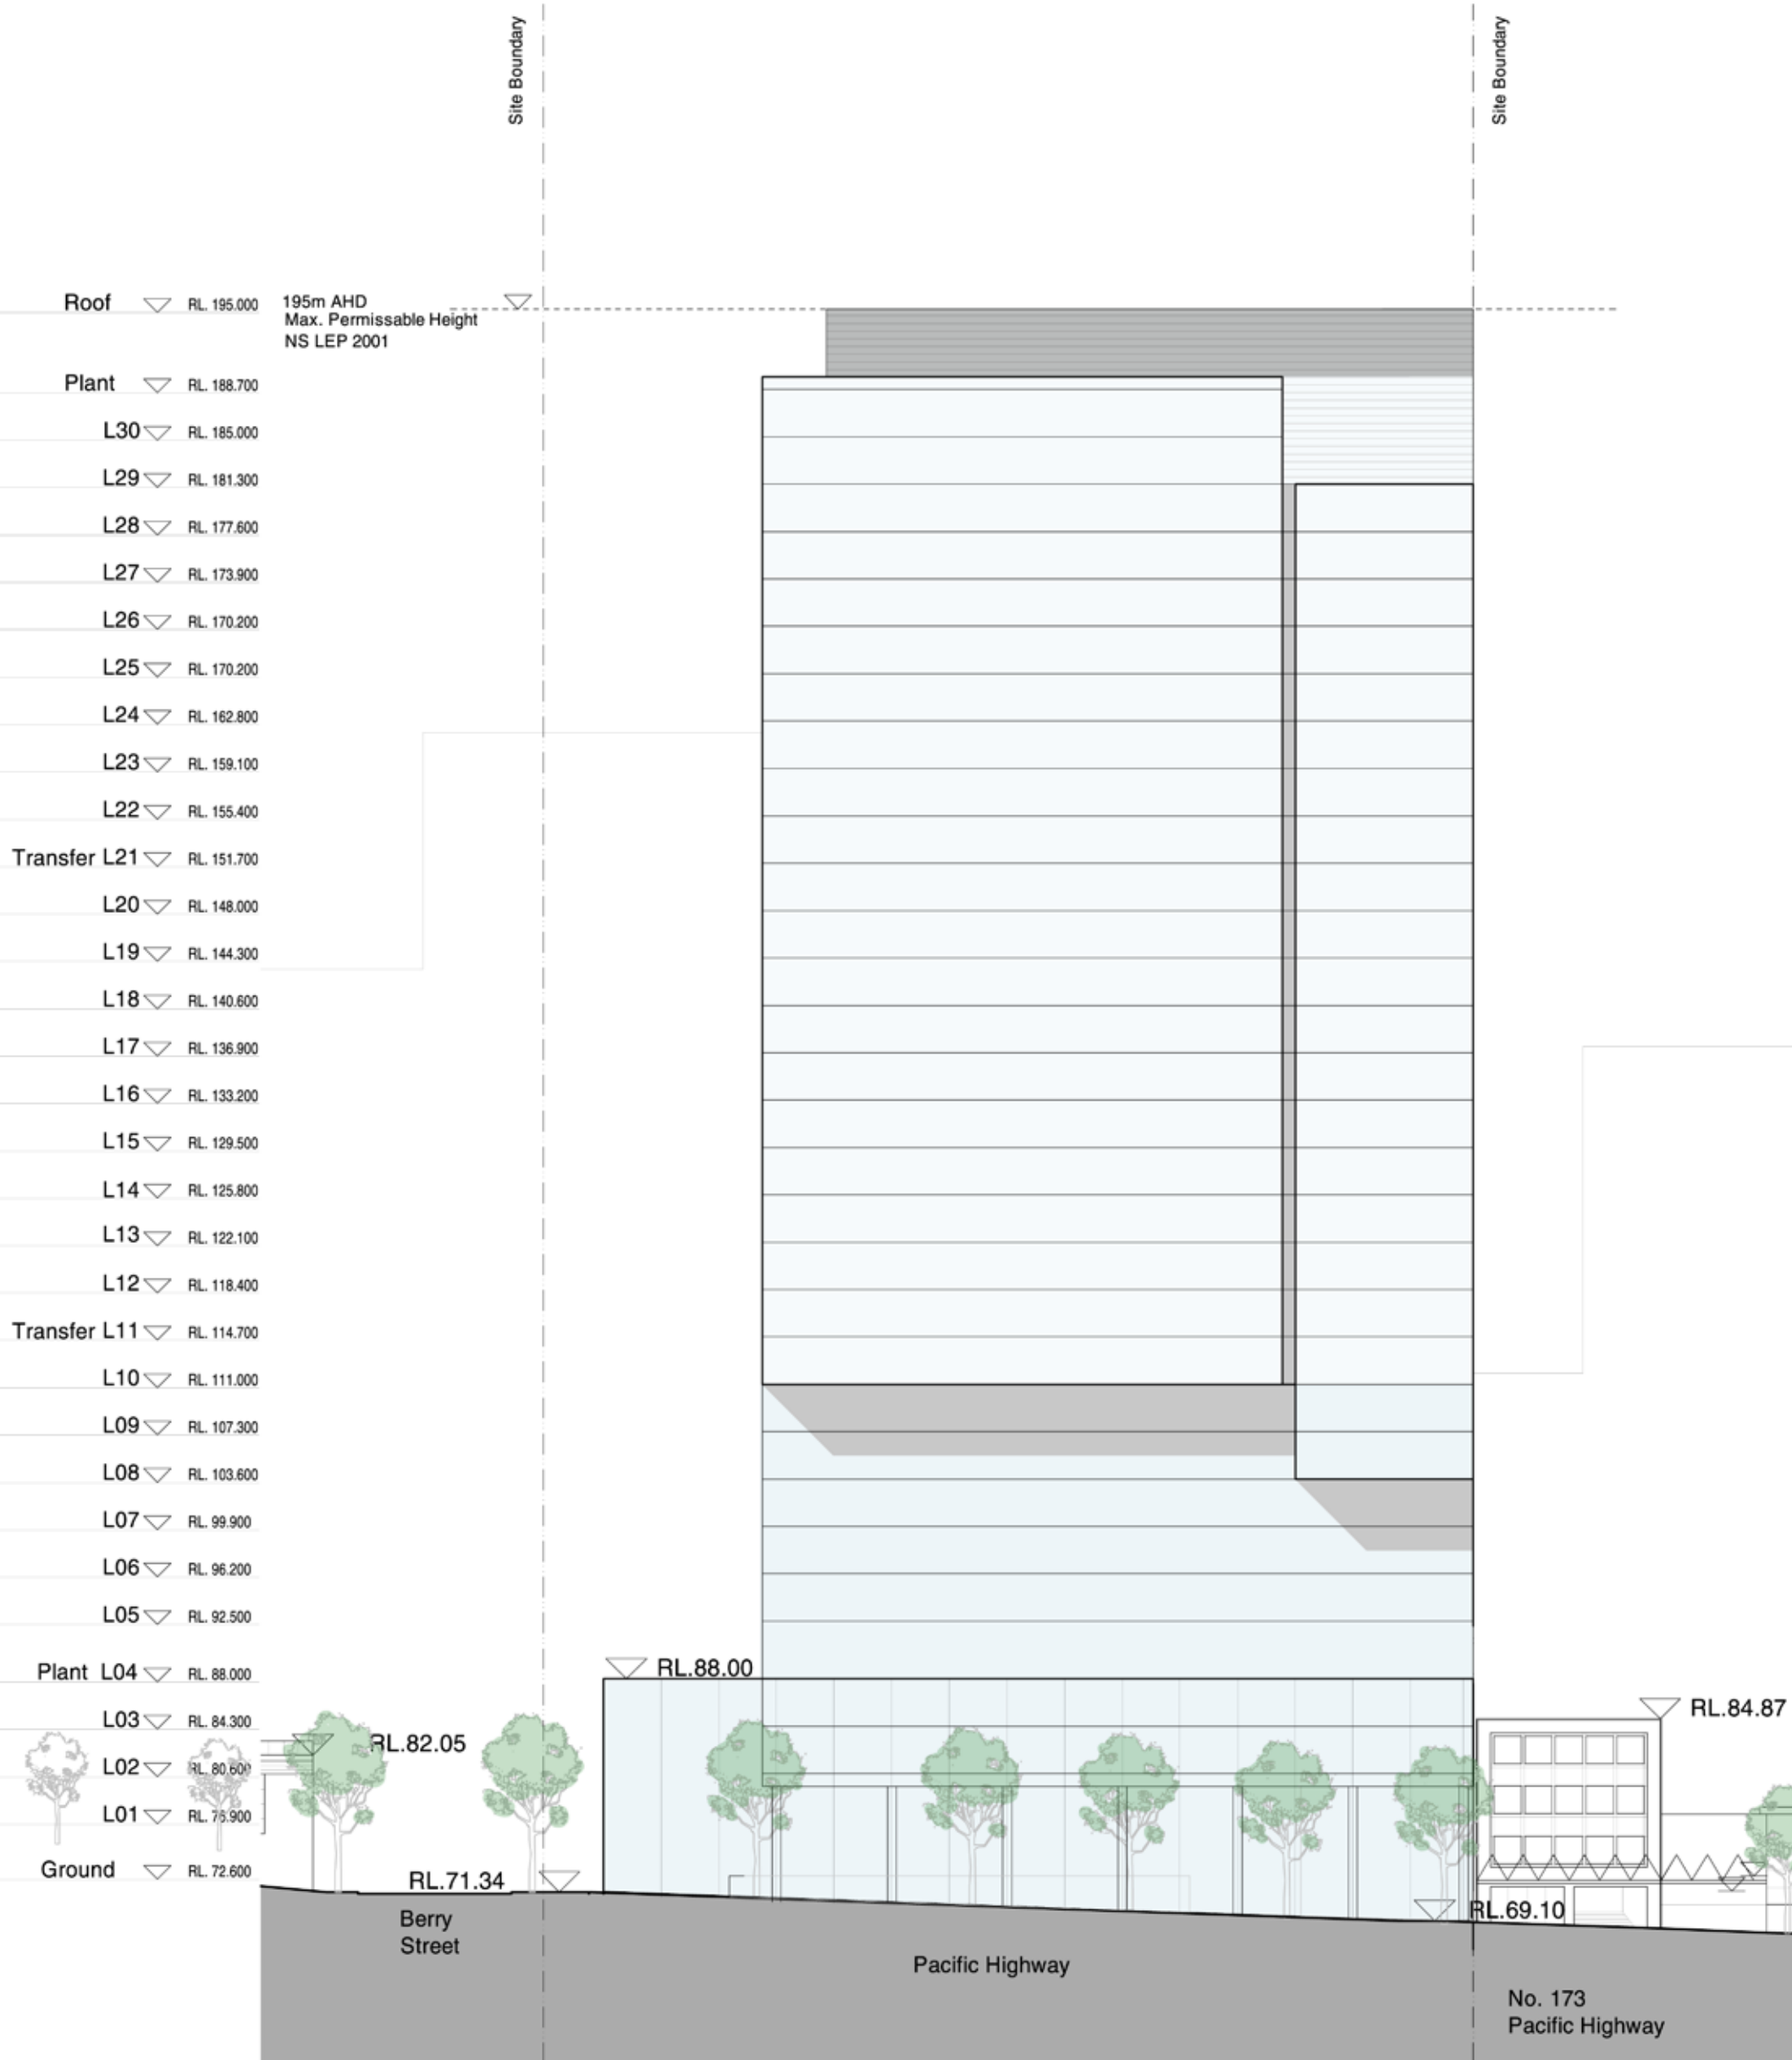 Site Boundary
Site Boundary
Roof RL. 195.000
195m AHD
Max. Permissable Height
NS LEP 2001
Plant RL. 188.700
L30 RL. 185.000
L29 RL. 181.300
L28 RL. 177.600
L27 RL. 173.900
L26 RL. 170.200
L25 RL. 170.200
L24 RL. 162.800
L23 RL. 159.100
L22 RL. 155.400
Transfer L21 RL. 151.700
L20 RL. 148.000
L19 RL. 144.300
L18 RL. 140.600
L17 RL. 136.900
L16 RL. 133.200
L15 RL. 129.500
L14 RL. 125.800
L13 RL. 122.100
L12 RL. 118.400
Transfer L11 RL. 114.700
L10 RL. 111.000
L09 RL. 107.300
L08 RL. 103.600
L07 RL. 99.900
L06 RL. 96.200
L05 RL. 92.500
Plant L04 RL. 88.000
RL.88.00
L03 RL. 84.300
RL.84.87
RL.82.05
L02 RL. 80.600
L01 RL. 76.900
Ground RL. 72.600
RL.71.34
RL.69.10
Berry
Street
Pacific Highway
No. 173
Pacific Highway